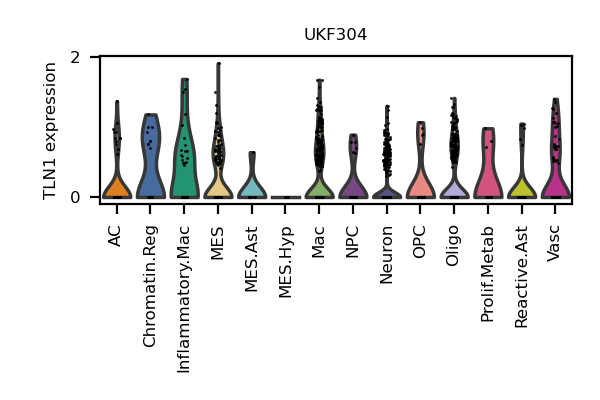 UKF304
TLN1 expression
2
0
AC
Chromatin.Reg
Inflammatory.Mac
MES
MES.Ast
MES.Hyp
Mac
NPC
Neuron
OPC
Oligo
Prolif.Metab
Reactive.Ast
Vasc